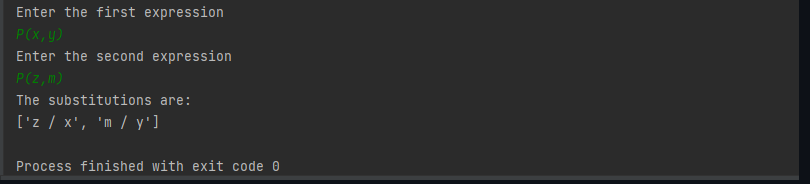 Enter the first expression
P(x,y)
Enter the second expression
P(z,m)
The substitutions are:
['z / x', 'm / y']
Process finished with exit code 0